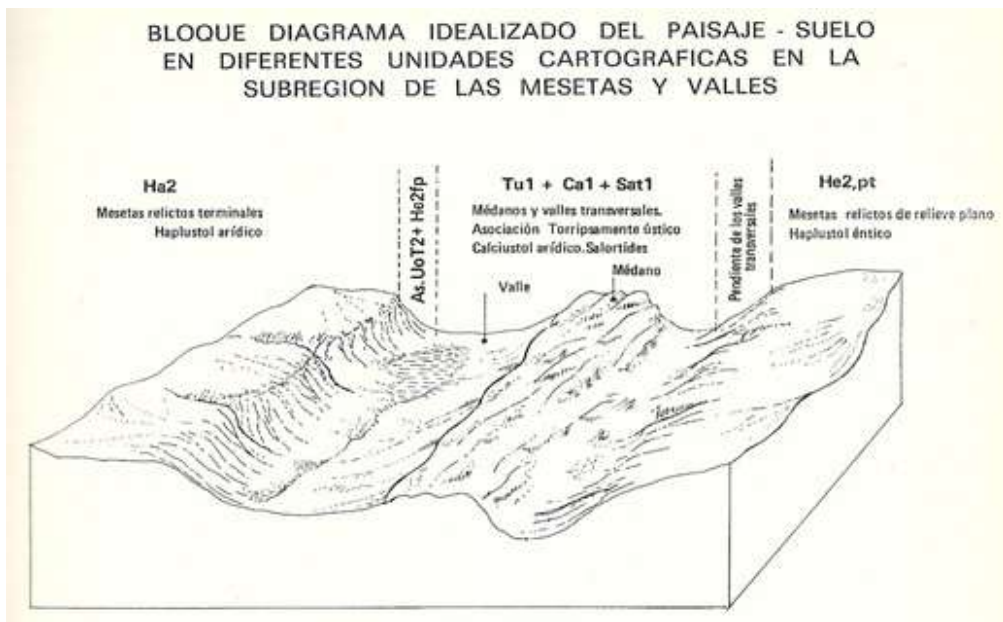 BLOQUE DIAGRAMA IDEALIZADO DEL PAISAJE - SUELO
EN DIFERENTES UNIDADES CARTOGRAFICAS EN LA
SUBREGION DE LAS MESETAS Y VALLES
Ha2
Mesetas relictos terminales
Haplustol arídico
As.UoT2 + He2fp
Tu1 + Ca1 + Sat1
Médanos y valles transversales.
Asociación Torripsamente ústico
Calciustol arídico. Salortides
Valle
Médano
Pendiente de los valles
transversales
He2,pt
Mesetas relictos de relieve plano
Haplustol éntico